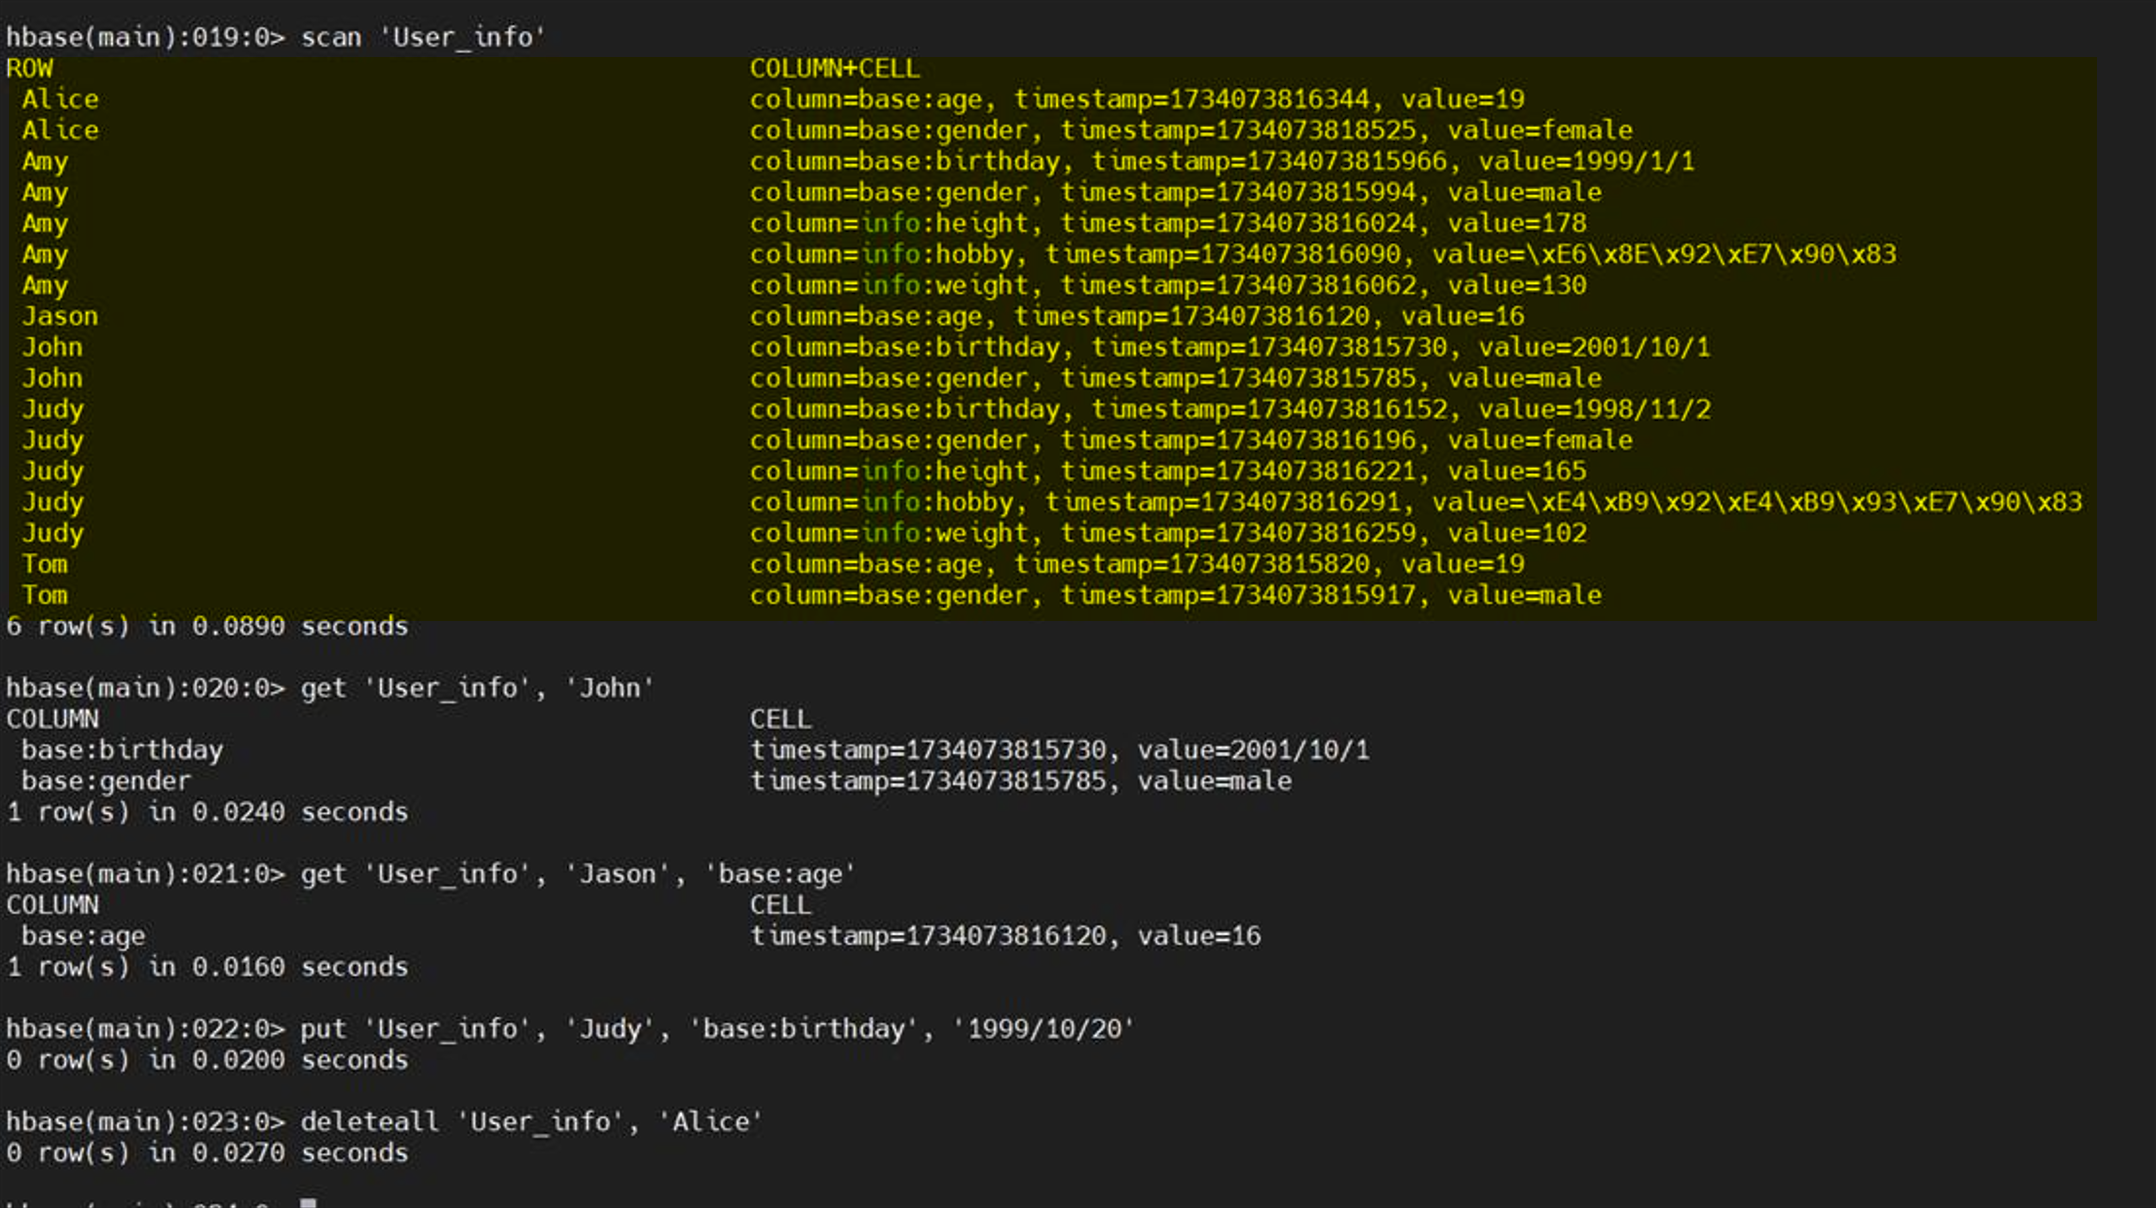 hbase(main):019:0> scan 'User_info'
ROW COLUMN+CELL
Alice column=base:age, timestamp=1734073816344, value=19
Alice column=base:gender, timestamp=1734073818525, value=female
Amy column=base:birthday, timestamp=1734073815966, value=1999/1/1
Amy column=base:gender, timestamp=1734073815994, value=male
Amy column=info:height, timestamp=1734073816024, value=178
Amy column=info:hobby, timestamp=1734073816090, value=\xE6\x8E\x92\xE7\x90\x83
Amy column=info:weight, timestamp=1734073816062, value=130
Jason column=base:age, timestamp=1734073816120, value=16
John column=base:birthday, timestamp=1734073815730, value=2001/10/1
John column=base:gender, timestamp=1734073815785, value=male
Judy column=base:birthday, timestamp=1734073816152, value=1998/11/2
Judy column=base:gender, timestamp=1734073816196, value=female
Judy column=info:height, timestamp=1734073816221, value=165
Judy column=info:hobby, timestamp=1734073816291, value=\xE4\xB9\x92\xE4\xB9\x93\xE7\x90\x83
Judy column=info:weight, timestamp=1734073816259, value=102
Tom column=base:age, timestamp=1734073815820, value=19
Tom column=base:gender, timestamp=1734073815917, value=male
6 row(s) in 0.0890 seconds
hbase(main):020:0> get 'User_info', 'John'
COLUMN CELL
base:birthday timestamp=1734073815730, value=2001/10/1
base:gender timestamp=1734073815785, value=male
1 row(s) in 0.0240 seconds
hbase(main):021:0> get 'User_info', 'Jason', 'base:age'
COLUMN CELL
base:age timestamp=1734073816120, value=16
1 row(s) in 0.0160 seconds
hbase(main):022:0> put 'User_info', 'Judy', 'base:birthday', '1999/10/20'
0 row(s) in 0.0200 seconds
hbase(main):023:0> deleteall 'User_info', 'Alice'
0 row(s) in 0.0270 seconds